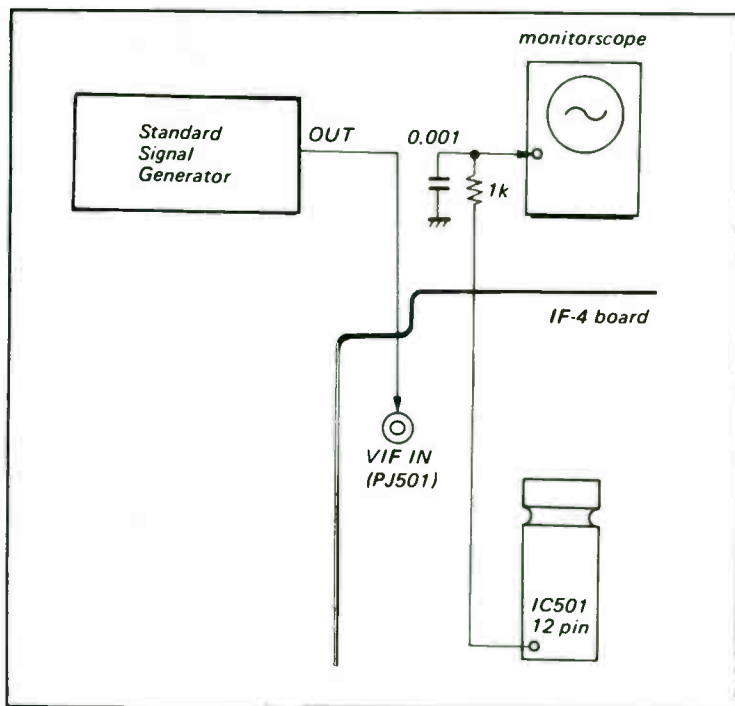 monitorscope
Standard
Signal
Generator
OUT
0.001
1k
IF-4 board
VIF IN
(PJ501)
IC501
12 pin